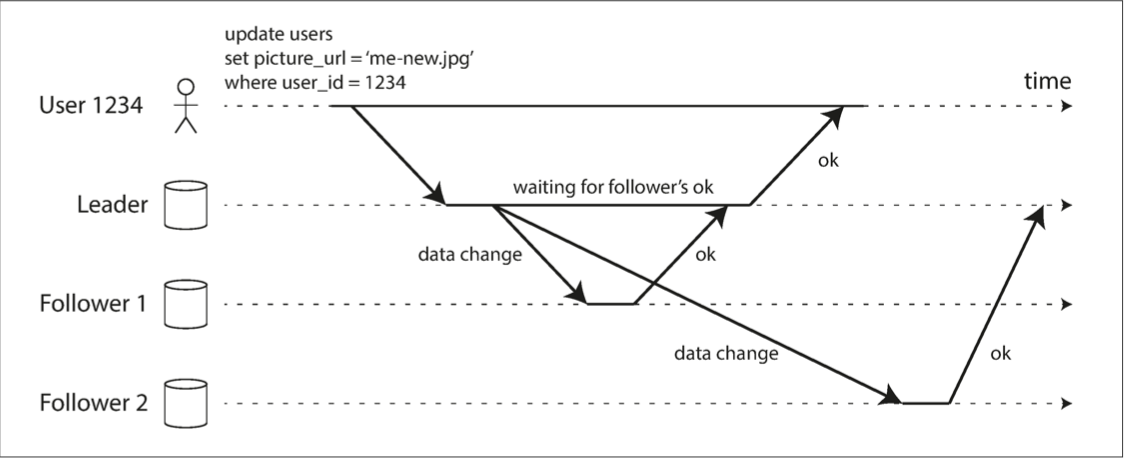 update users
set picture_url = ‘me-new.jpg’
where user_id = 1234
time
User 1234
ok
Leader
waiting for follower’s ok
data change
ok
Follower 1
data change
ok
Follower 2